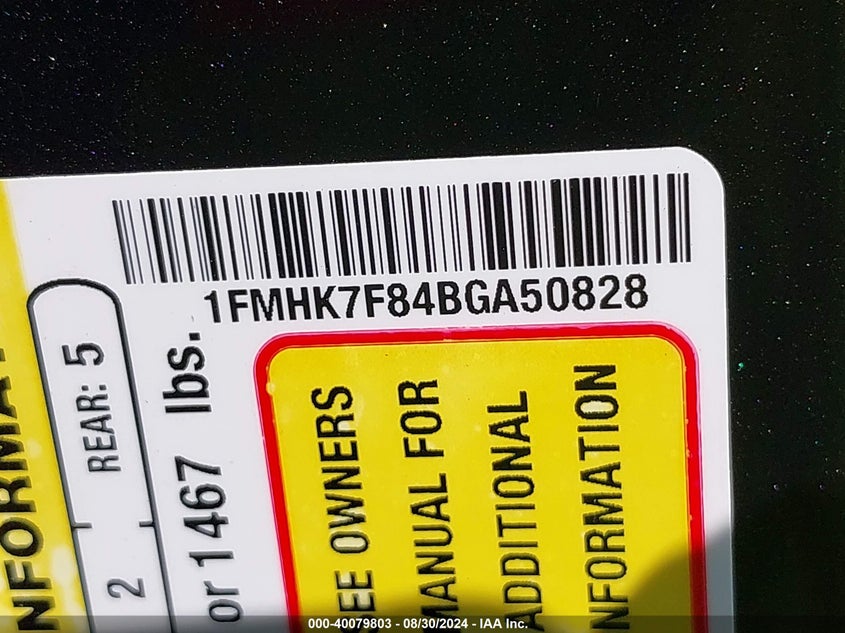 1FMHK7F84BGA50828
NFORMAT
2 REAR: 5
or 1467 lbs.
SEE OWNERS
MANUAL FOR
ADDITIONAL
NFORMATION
000-40079803 - 08/30/2024 - IAA Inc.